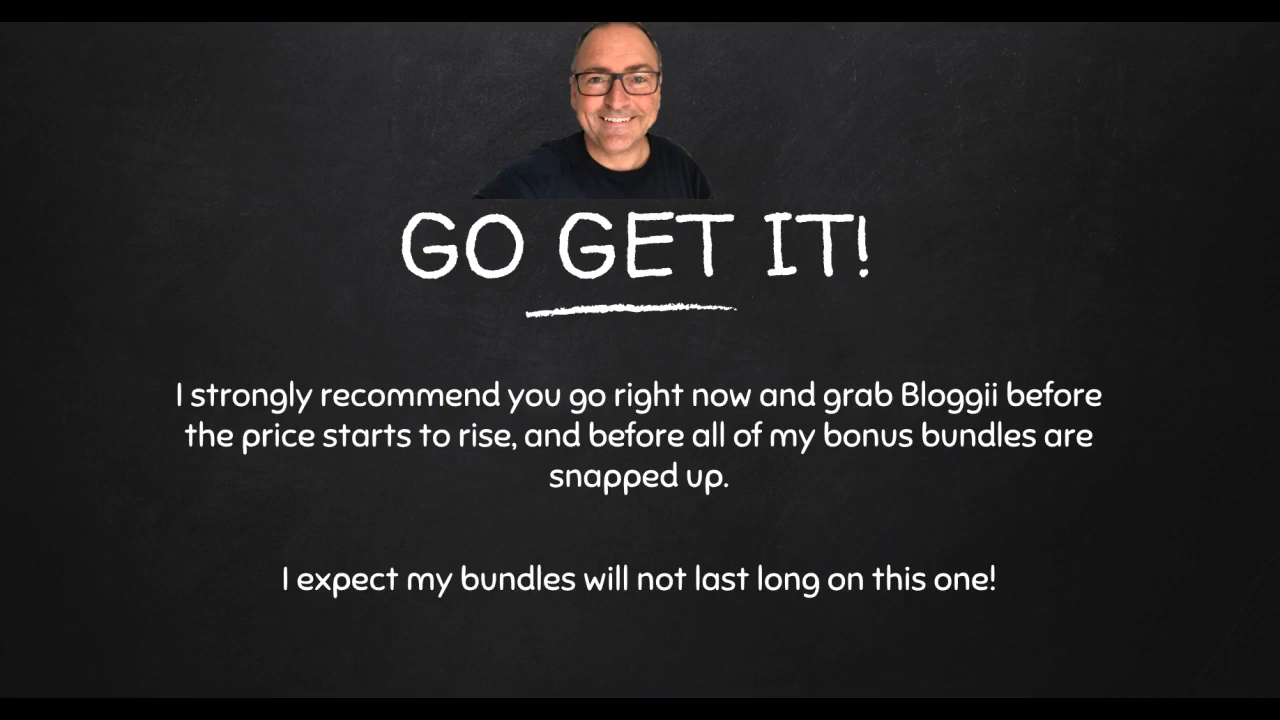 GO GET IT!
I strongly recommend you go right now and grab Bloggii before
the price starts to rise, and before all of my bonus bundles are
snapped up.
I expect my bundles will not last long on this one!